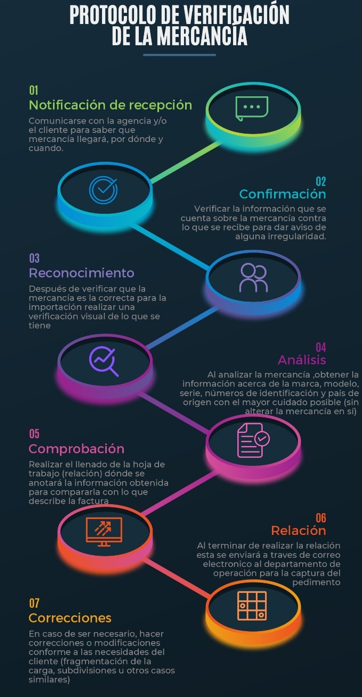 PROTOCOLO DE VERIFICACIÓN
DE LA MERCANCÍA
01
Notificación de recepción
Comunicarse con la agencia y/o
el cliente para saber que
mercancía llegará, por dónde y
cuando.
02
Confirmación
Verificar la información que se
cuenta sobre la mercancía contra
lo que se recibe para dar aviso de
alguna irregularidad.
03
Reconocimiento
Después de verificar que la
mercancía es la correcta para la
importación realizar una
verificación visual de lo que se
tiene
04
Análisis
Al analizar la mercancía ,obtener la
información acerca de la marca, modelo,
serie, números de identificación y país de
origen con el mayor cuidado posible (sin
alterar la mercancía en sí)
05
Comprobación
Realizar el llenado de la hoja de
trabajo (relación) dónde se
anotará la información obtenida
para compararla con lo que
describe la factura
06
Relación
Al terminar de realizar la relación
esta se enviará a traves de correo
electronico al departamento de
operación para la captura del
pedimento
07
Correcciones
En caso de ser necesario, hacer
correcciones o modificaciones
conforme a las necesidades del
cliente (fragmentación de la
carga, subdivisiones u otros casos
similares)